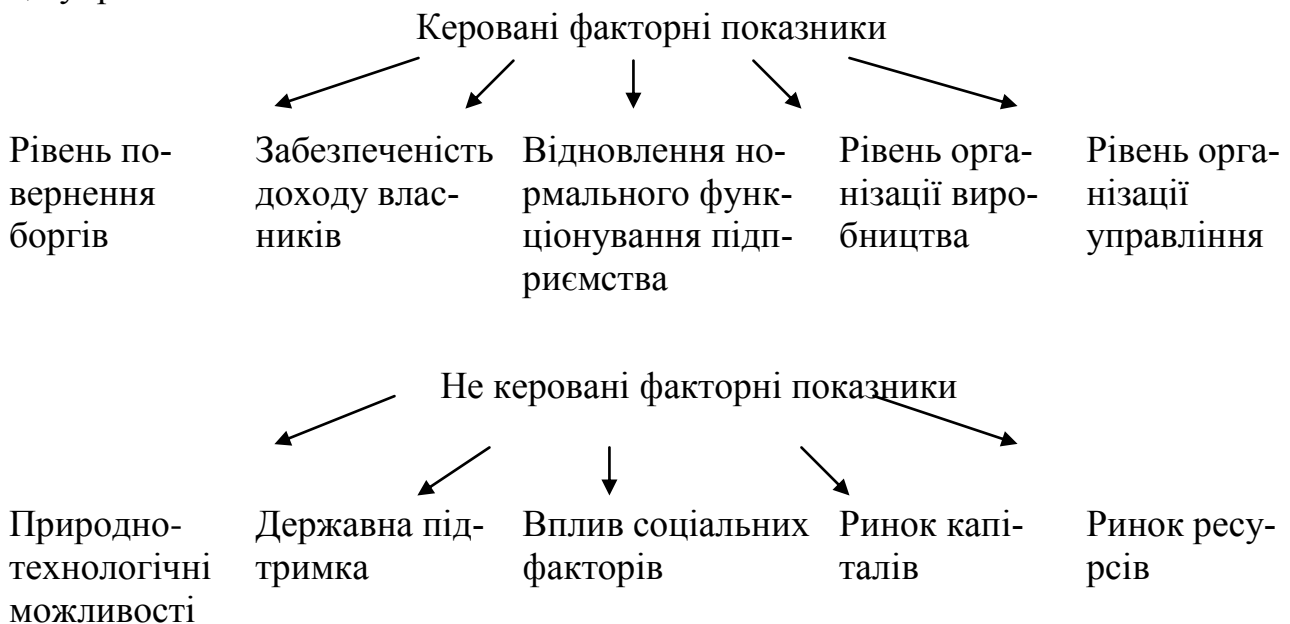 Керовані факторні показники
Рівень по-
вернення
боргів
Забезпеченість
доходу влас-
ників
Відновлення но-
рмального функ-
ціонування підп-
риємства
Рівень орга-
нізації виро-
бництва
Рівень орга-
нізації
управління
Не керовані факторні показники
Природно-
технологічні
можливості
Державна під-
тримка
Вплив соціальних
факторів
Ринок капі-
талів
Ринок ресу-
рсів